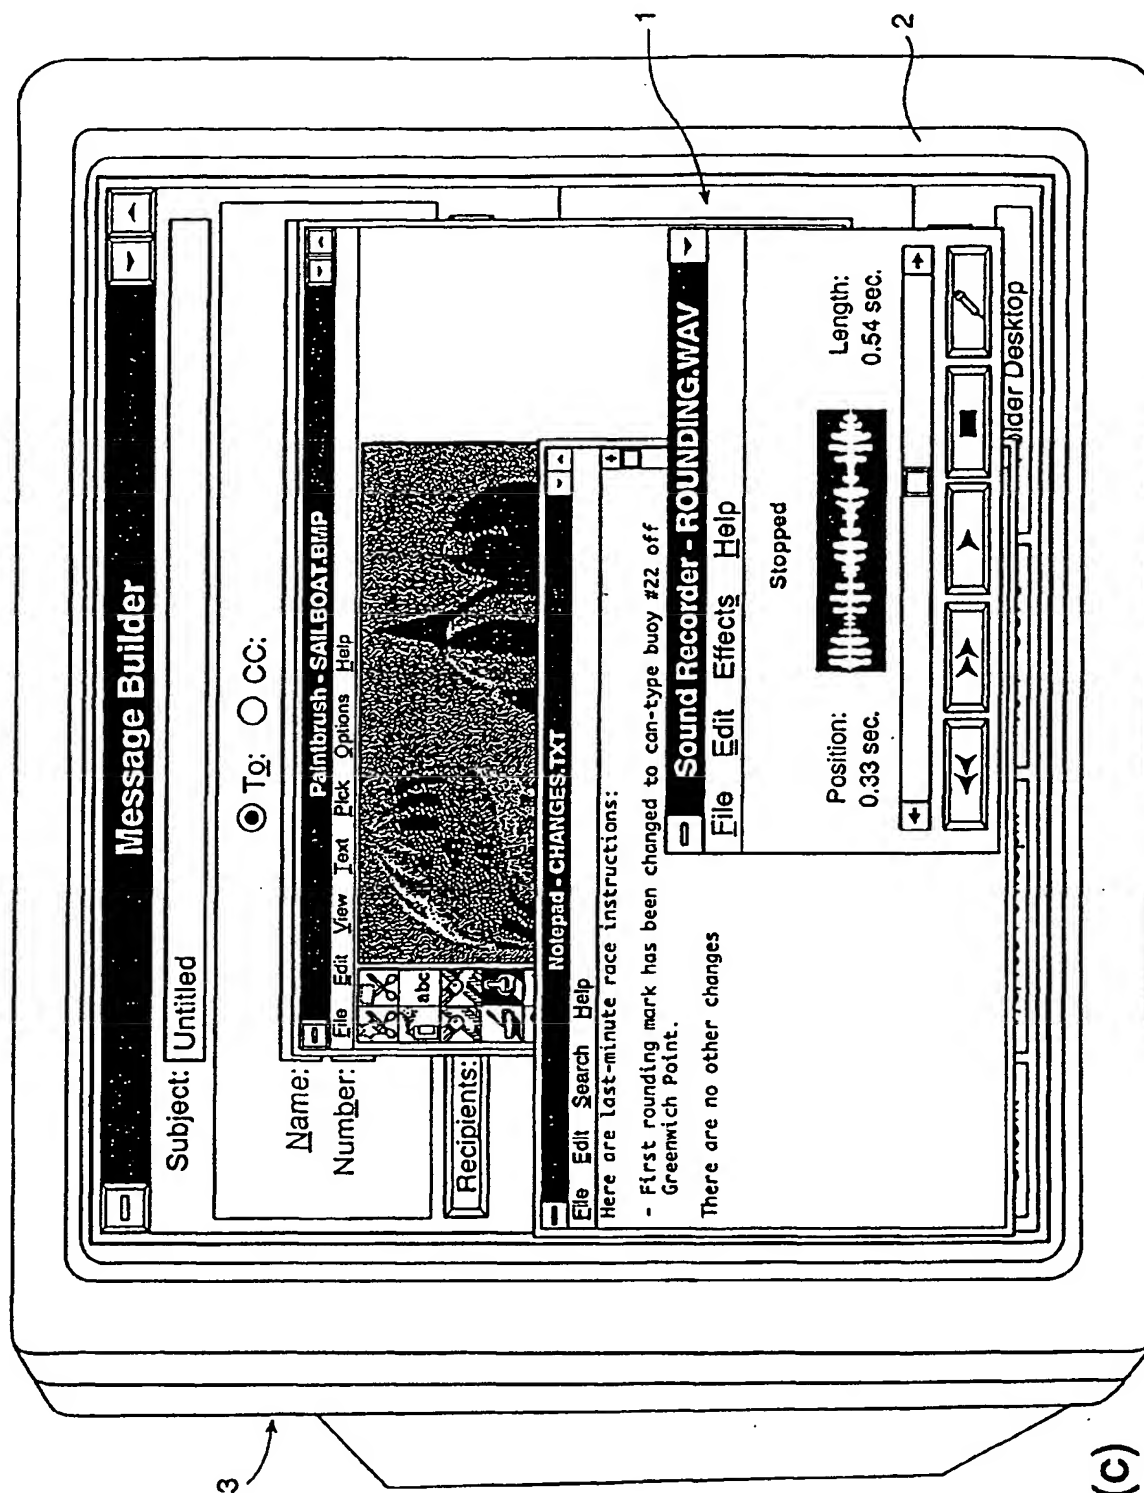 Message Builder
Subject: Untitled
To: CC:
Name:
Number:
Recipients:
Paintbrush - SAILBOAT.BMP
File Edit View Text Pick Options Help
abc
Notepad - CHANGES.TXT
File Edit Search Help
Here are last-minute race instructions:
- First rounding mark has been changed to can-type buoy #22 off
Greenwich Point.
There are no other changes
Sound Recorder - ROUNDING.WAV
File Edit Effects Help
Stopped
Position: Length:
0.33 sec. 0.54 sec.
Desktop
1
2
3
(c)